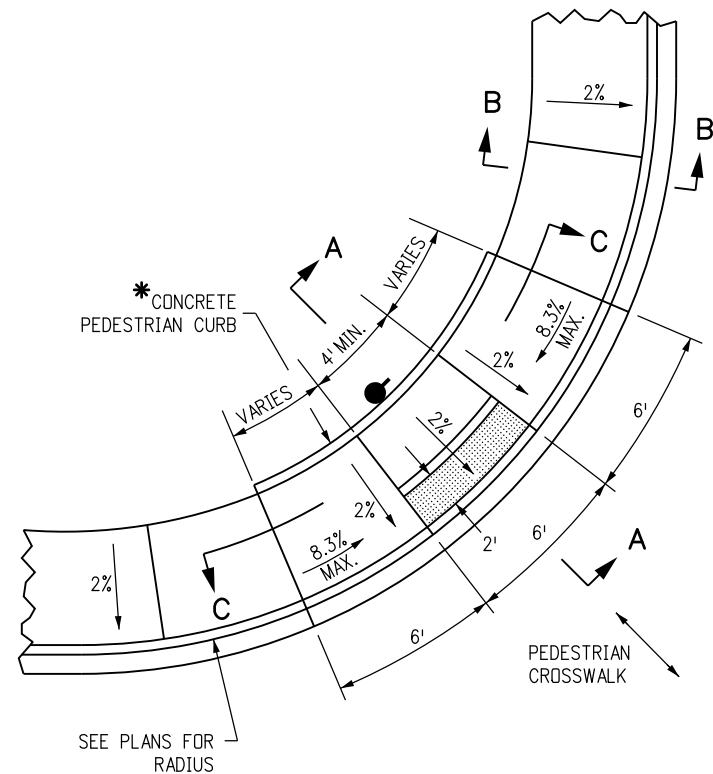 2%
B
B
A
C
VARIES
* CONCRETE
PEDESTRIAN CURB
4' MIN.
8.3%
MAX.
2%
VARIES
2%
6'
2%
2%
8.3%
MAX.
2'
6'
A
C
6'
PEDESTRIAN
CROSSWALK
SEE PLANS FOR
RADIUS